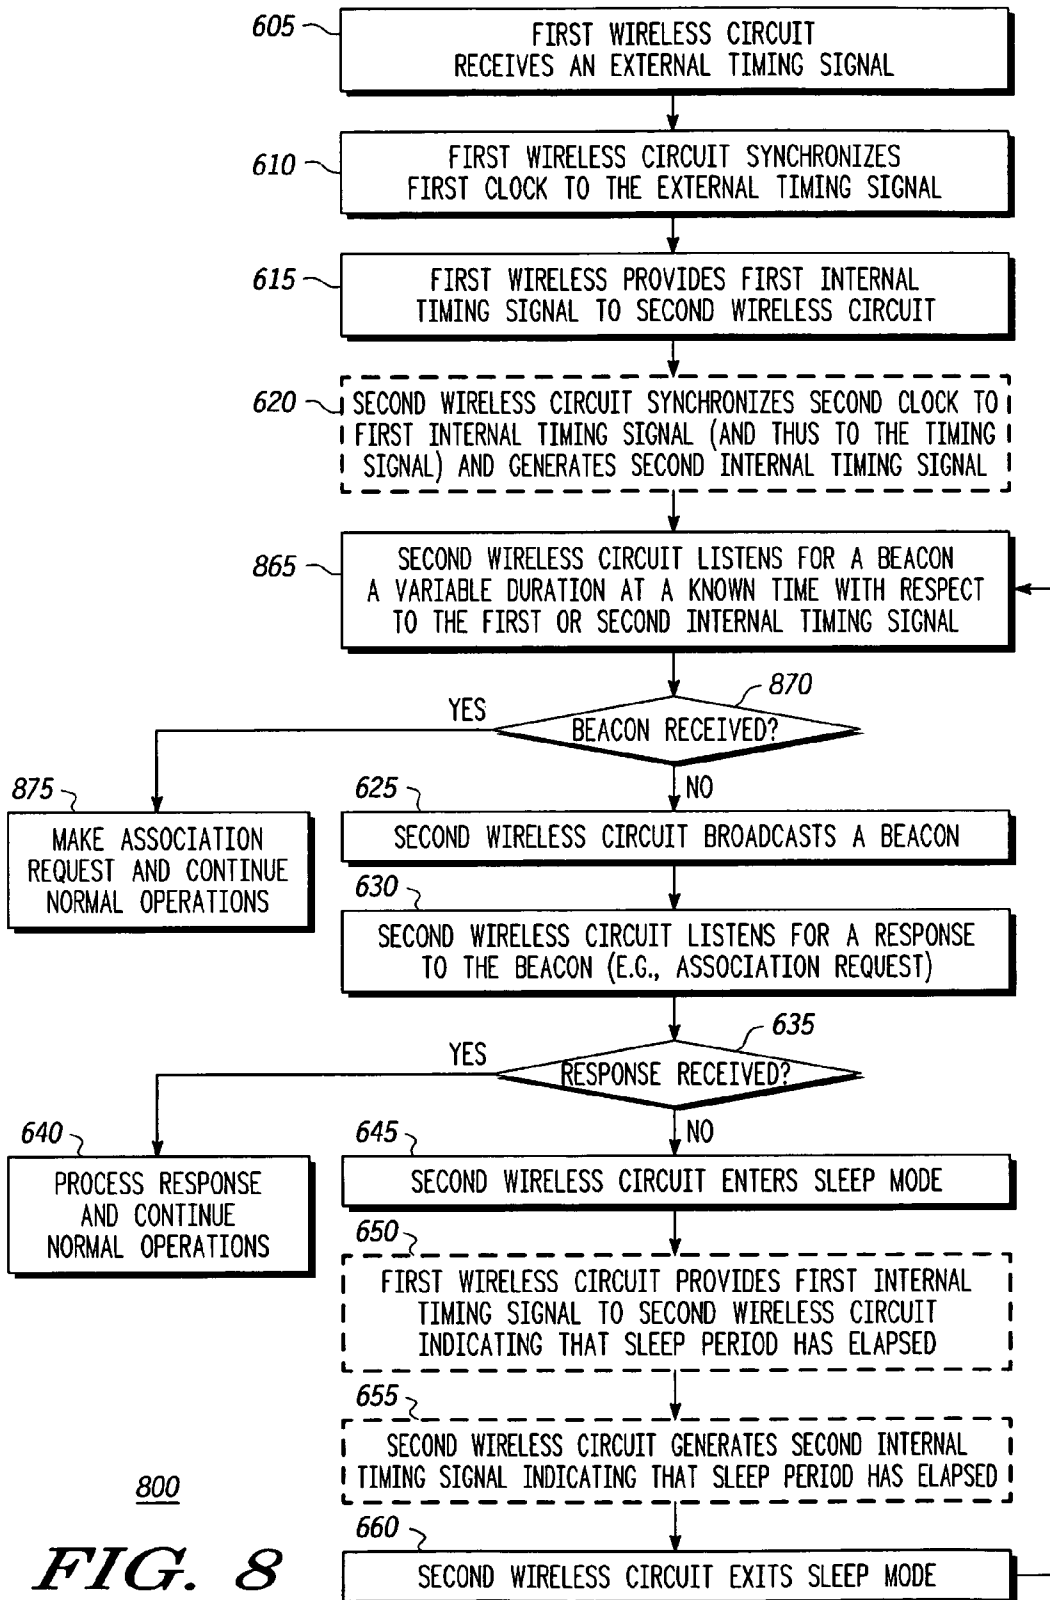 605
FIRST WIRELESS CIRCUIT
RECEIVES AN EXTERNAL TIMING SIGNAL
610
FIRST WIRELESS CIRCUIT SYNCHRONIZES
FIRST CLOCK TO THE EXTERNAL TIMING SIGNAL
615
FIRST WIRELESS PROVIDES FIRST INTERNAL
TIMING SIGNAL TO SECOND WIRELESS CIRCUIT
620
SECOND WIRELESS CIRCUIT SYNCHRONIZES SECOND CLOCK TO
FIRST INTERNAL TIMING SIGNAL (AND THUS TO THE TIMING
SIGNAL) AND GENERATES SECOND INTERNAL TIMING SIGNAL
865
SECOND WIRELESS CIRCUIT LISTENS FOR A BEACON
A VARIABLE DURATION AT A KNOWN TIME WITH RESPECT
TO THE FIRST OR SECOND INTERNAL TIMING SIGNAL
870
BEACON RECEIVED?
YES
NO
875
MAKE ASSOCIATION
REQUEST AND CONTINUE
NORMAL OPERATIONS
625
SECOND WIRELESS CIRCUIT BROADCASTS A BEACON
630
SECOND WIRELESS CIRCUIT LISTENS FOR A RESPONSE
TO THE BEACON (E.G., ASSOCIATION REQUEST)
635
RESPONSE RECEIVED?
YES
NO
640
PROCESS RESPONSE
AND CONTINUE
NORMAL OPERATIONS
645
SECOND WIRELESS CIRCUIT ENTERS SLEEP MODE
650
FIRST WIRELESS CIRCUIT PROVIDES FIRST INTERNAL
TIMING SIGNAL TO SECOND WIRELESS CIRCUIT
INDICATING THAT SLEEP PERIOD HAS ELAPSED
655
SECOND WIRELESS CIRCUIT GENERATES SECOND INTERNAL
TIMING SIGNAL INDICATING THAT SLEEP PERIOD HAS ELAPSED
660
SECOND WIRELESS CIRCUIT EXITS SLEEP MODE
800
FIG. 8